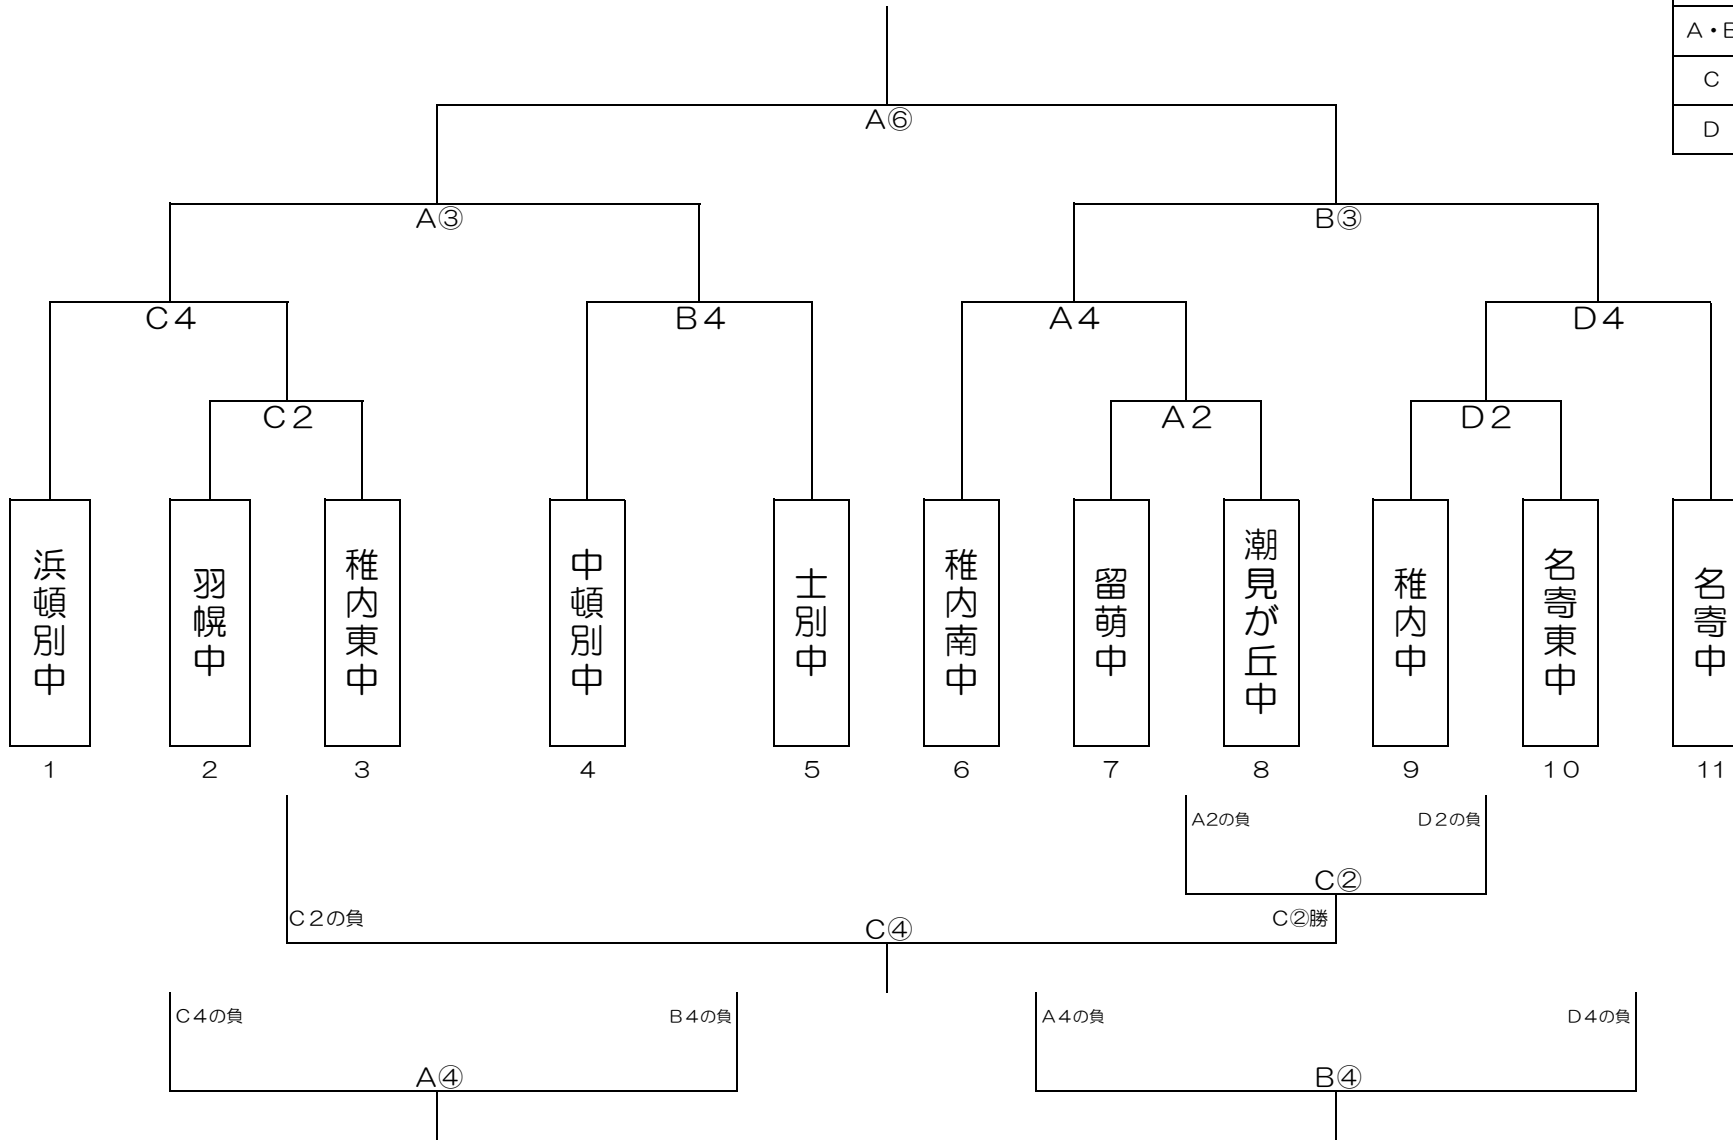 A・B
C
D
A⑥
A③
B③
C4
B4
A4
D4
C2
A2
D2
浜頓別中
羽幌中
稚内東中
中頓別中
士別中
稚内南中
留萌中
潮見が丘中
稚内中
名寄東中
名寄中
1
2
3
4
5
6
7
8
9
10
11
A2の負
D2の負
C②
C2の負
C②勝
C④
C4の負
B4の負
A4の負
D4の負
A④
B④